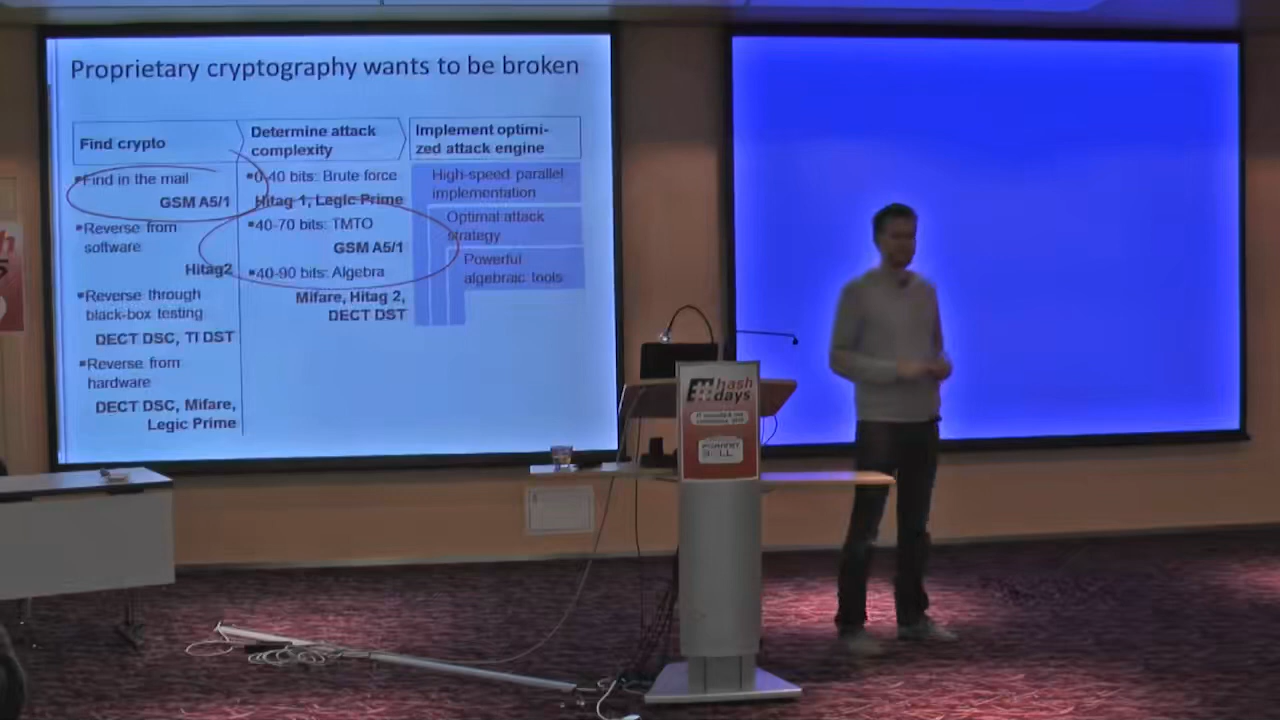 Proprietary cryptography wants to be broken
Find crypto
Determine attack
complexity
Implement optimi-
zed attack engine
▪Find in the mail
GSM A5/1
▪Reverse from
software
Hitag2
▪Reverse through
black-box testing
DECT DSC, TI DST
▪Reverse from
hardware
DECT DSC, Mifare,
Legic Prime
▪0-40 bits: Brute force
Hitag 1, Legic Prime
▪40-70 bits: TMTO
GSM A5/1
▪40-90 bits: Algebra
Mifare, Hitag 2,
DECT DST
High-speed parallel
implementation
Optimal attack
strategy
Powerful
algebraic tools
hash
days